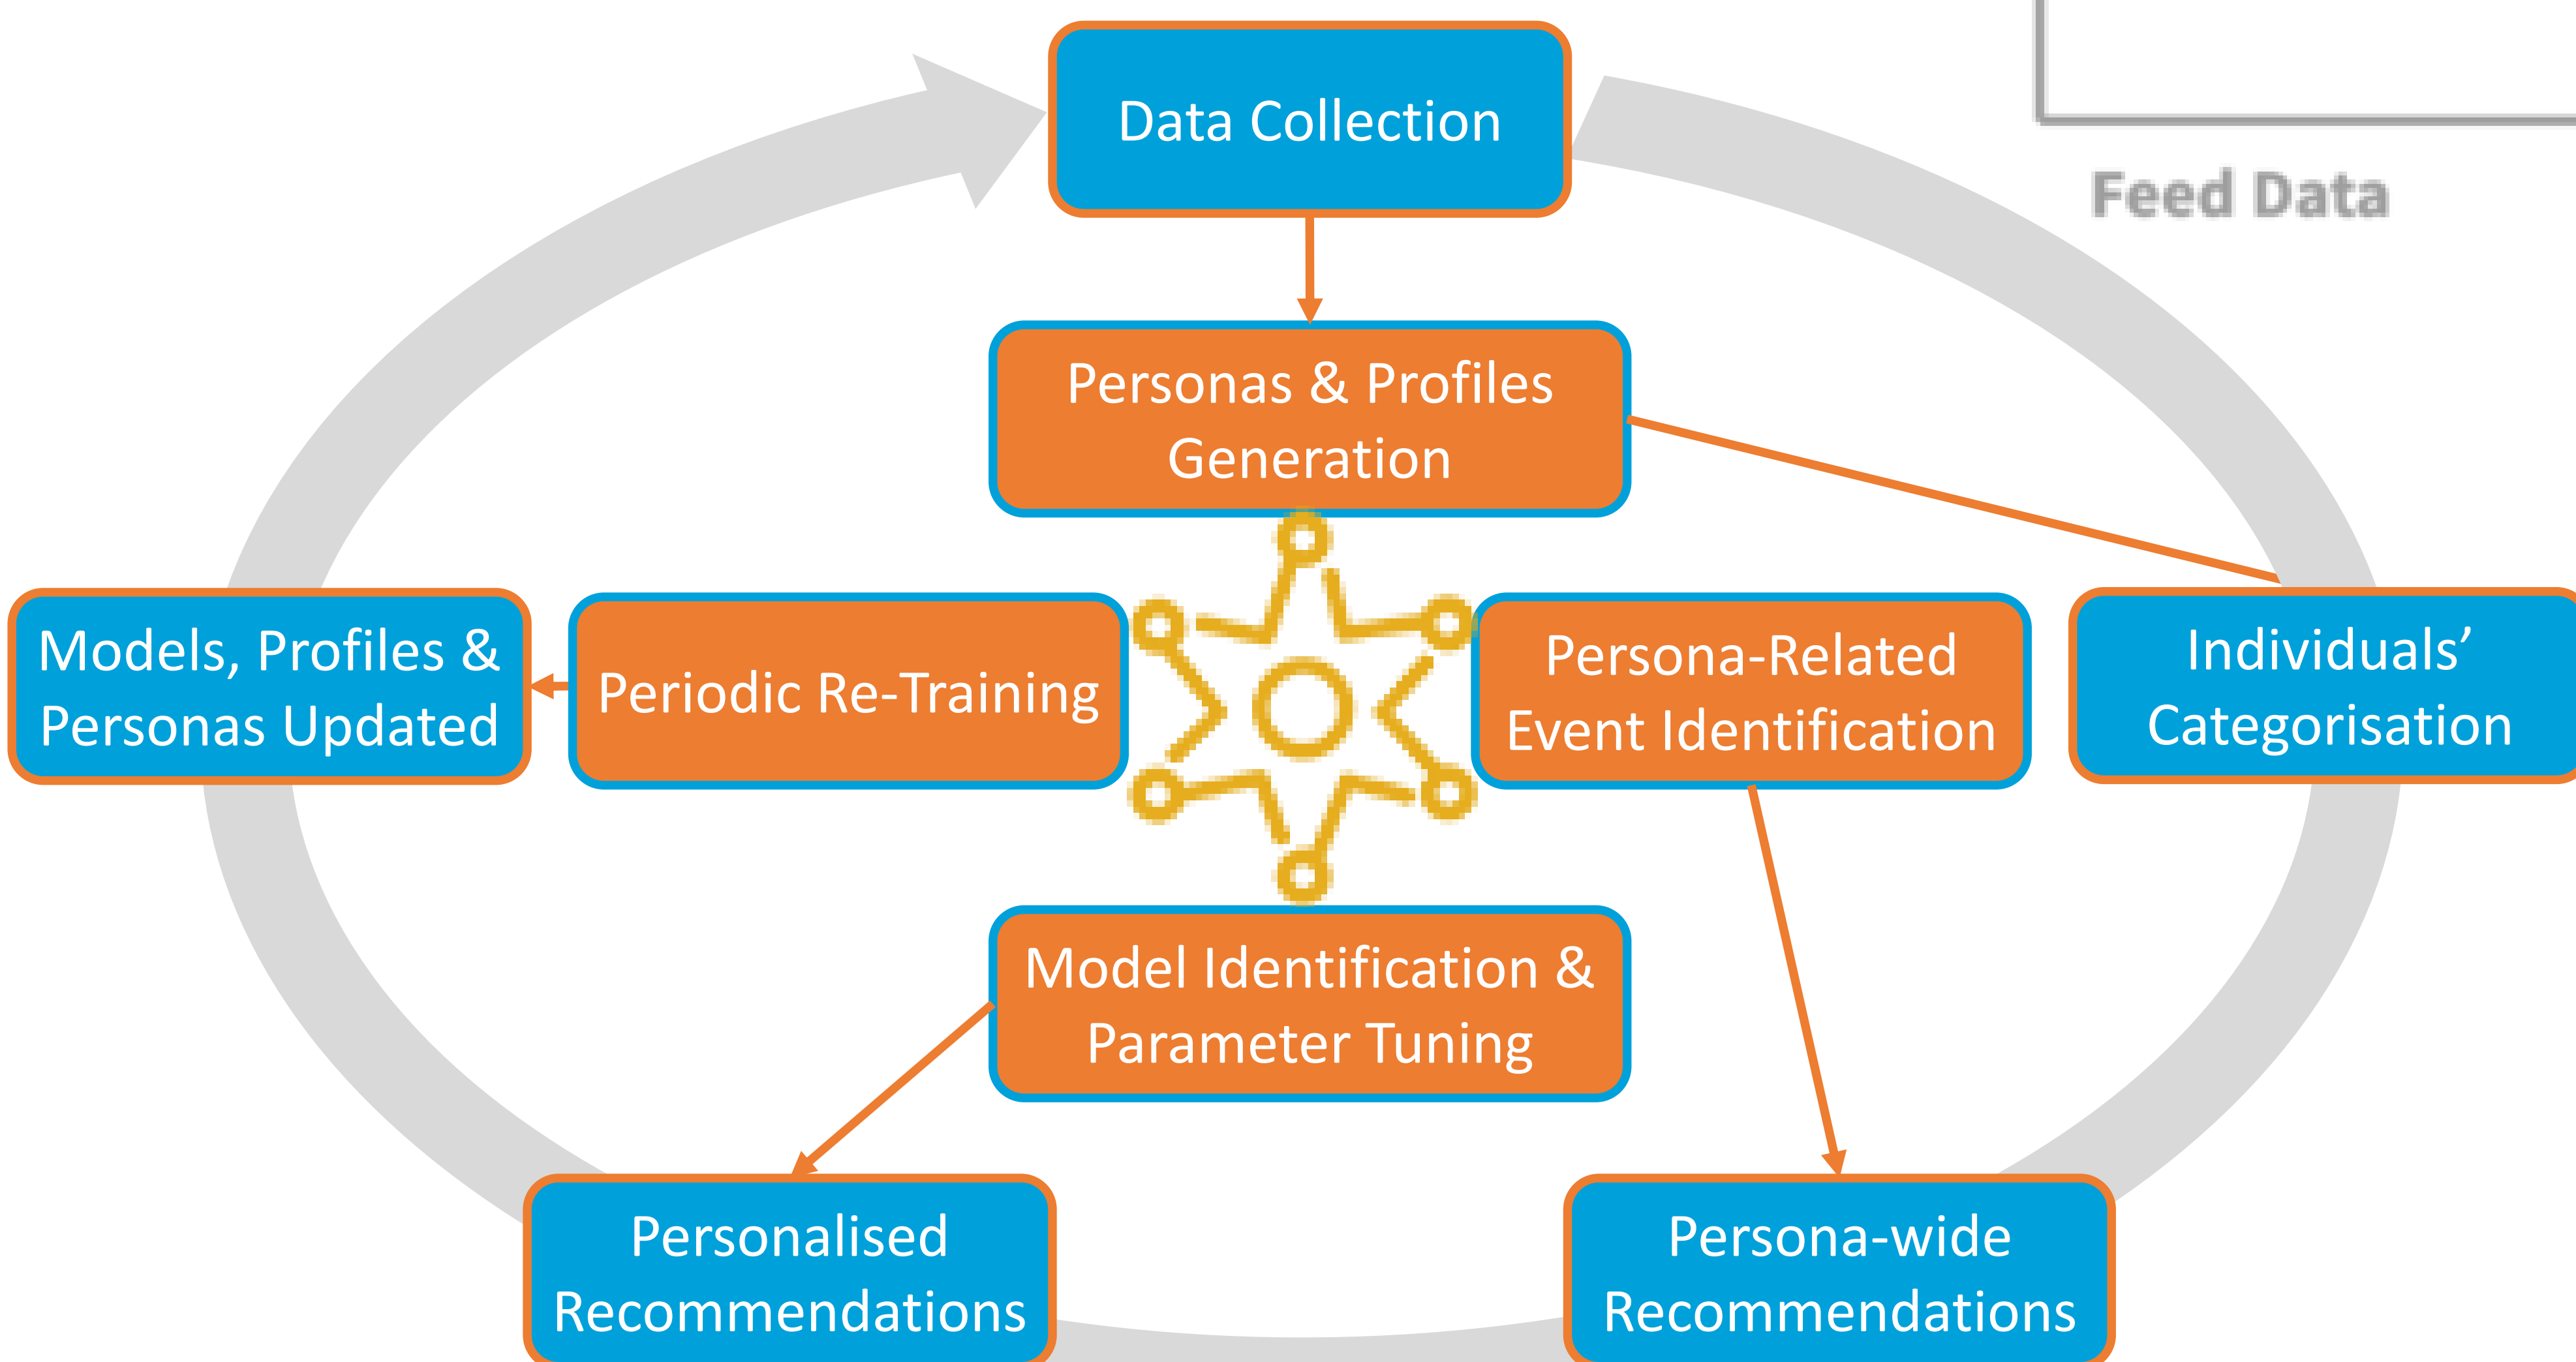 Data Collection
Feed Data
Personas & Profiles
Generation
Models, Profiles &
Personas Updated
Periodic Re-Training
Persona-Related
Event Identification
Individuals’
Categorisation
Model Identification &
Parameter Tuning
Personalised
Recommendations
Persona-wide
Recommendations